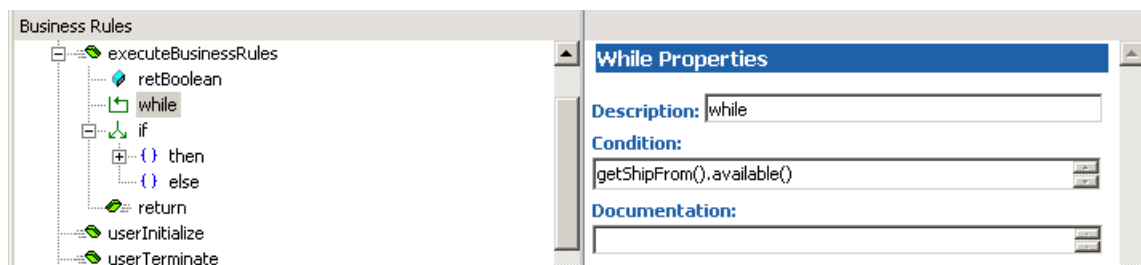 Business Rules
executeBusinessRules
retBoolean
while
if
{} then
{} else
return
userInitialize
userTerminate
While Properties
Description: while
Condition:
getShipFrom().available()
Documentation: